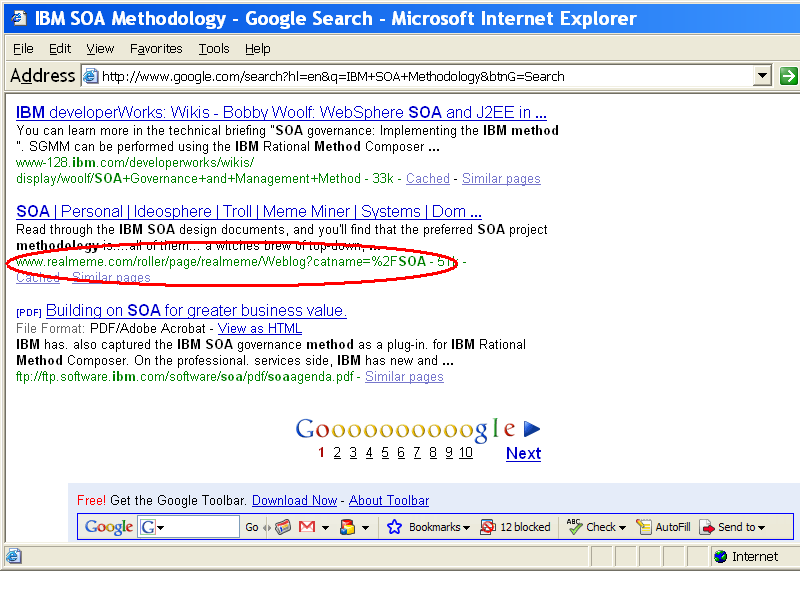 IBM SOA Methodology - Google Search - Microsoft Internet Explorer
File Edit View Favorites Tools Help
Address http://www.google.com/search?hl=en&q=IBM+SOA+Methodology&btnG=Search
IBM developerWorks: Wikis - Bobby Woolf: WebSphere SOA and J2EE in ...
You can learn more in the technical briefing "SOA governance: Implementing the IBM method
". SGMM can be performed using the IBM Rational Method Composer ...
www-128.ibm.com/developerworks/wikis/
display/woolf/SOA+Governance+and+Management+Method - 33k - Cached - Similar pages
SOA | Personal | Ideosphere | Troll | Meme Miner | Systems | Dom ...
Read through the IBM SOA design documents, and you'll find that the preferred SOA project
methodology is....all of them... a witches brew of top-down, ...
www.realmeme.com/roller/page/realmeme/Weblog?catname=%2FSOA - 51k -
Cached - Similar pages
[PDF] Building on SOA for greater business value.
File Format: PDF/Adobe Acrobat - View as HTML
IBM has. also captured the IBM SOA governance method as a plug-in. for IBM Rational
Method Composer. On the professional. services side, IBM has new and ...
ftp://ftp.software.ibm.com/software/soa/pdf/soaagenda.pdf - Similar pages
Goooooooooogle
1 2 3 4 5 6 7 8 9 10 Next
Free! Get the Google Toolbar. Download Now - About Toolbar
Google G Go Bookmarks 12 blocked ABC Check AutoFill Send to
Internet